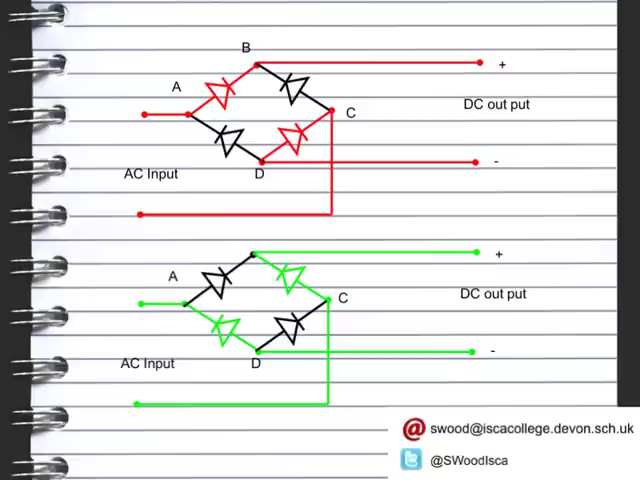 B
A
+
C
DC out put
-
AC Input
D
A
+
C
DC out put
-
AC Input
D
swood@iscacollege.devon.sch.uk
@SWoodIsca